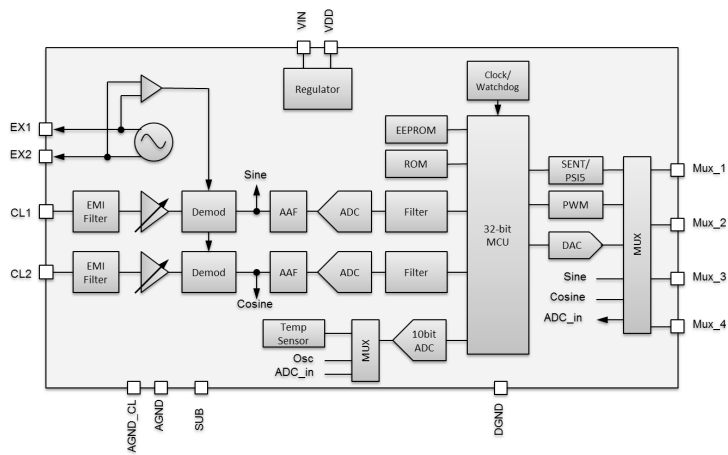 VIN
VDD
Regulator
Clock/
Watchdog
EX1
EX2
EEPROM
ROM
Sine
SENT/
PSI5
Mux_1
CL1
EMI
Filter
Demod
AAF
ADC
Filter
32-bit
MCU
PWM
MUX
Mux_2
DAC
CL2
EMI
Filter
Demod
AAF
ADC
Filter
Sine
Mux_3
Cosine
Cosine
ADC_in
Mux_4
Temp
Sensor
Osc
ADC_in
MUX
10bit
ADC
AGND_CL
AGND
SUB
DGND